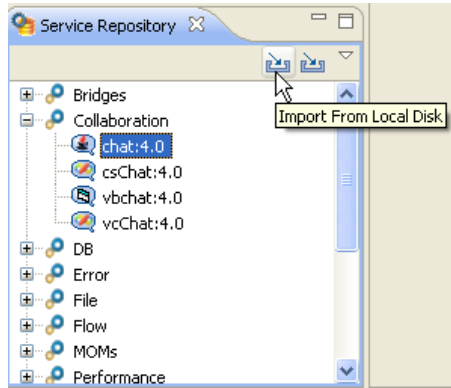 Service Repository
Bridges
Import From Local Disk
Collaboration
chat:4.0
csChat:4.0
vbchat:4.0
vcChat:4.0
DB
Error
File
Flow
MOMs
Performance